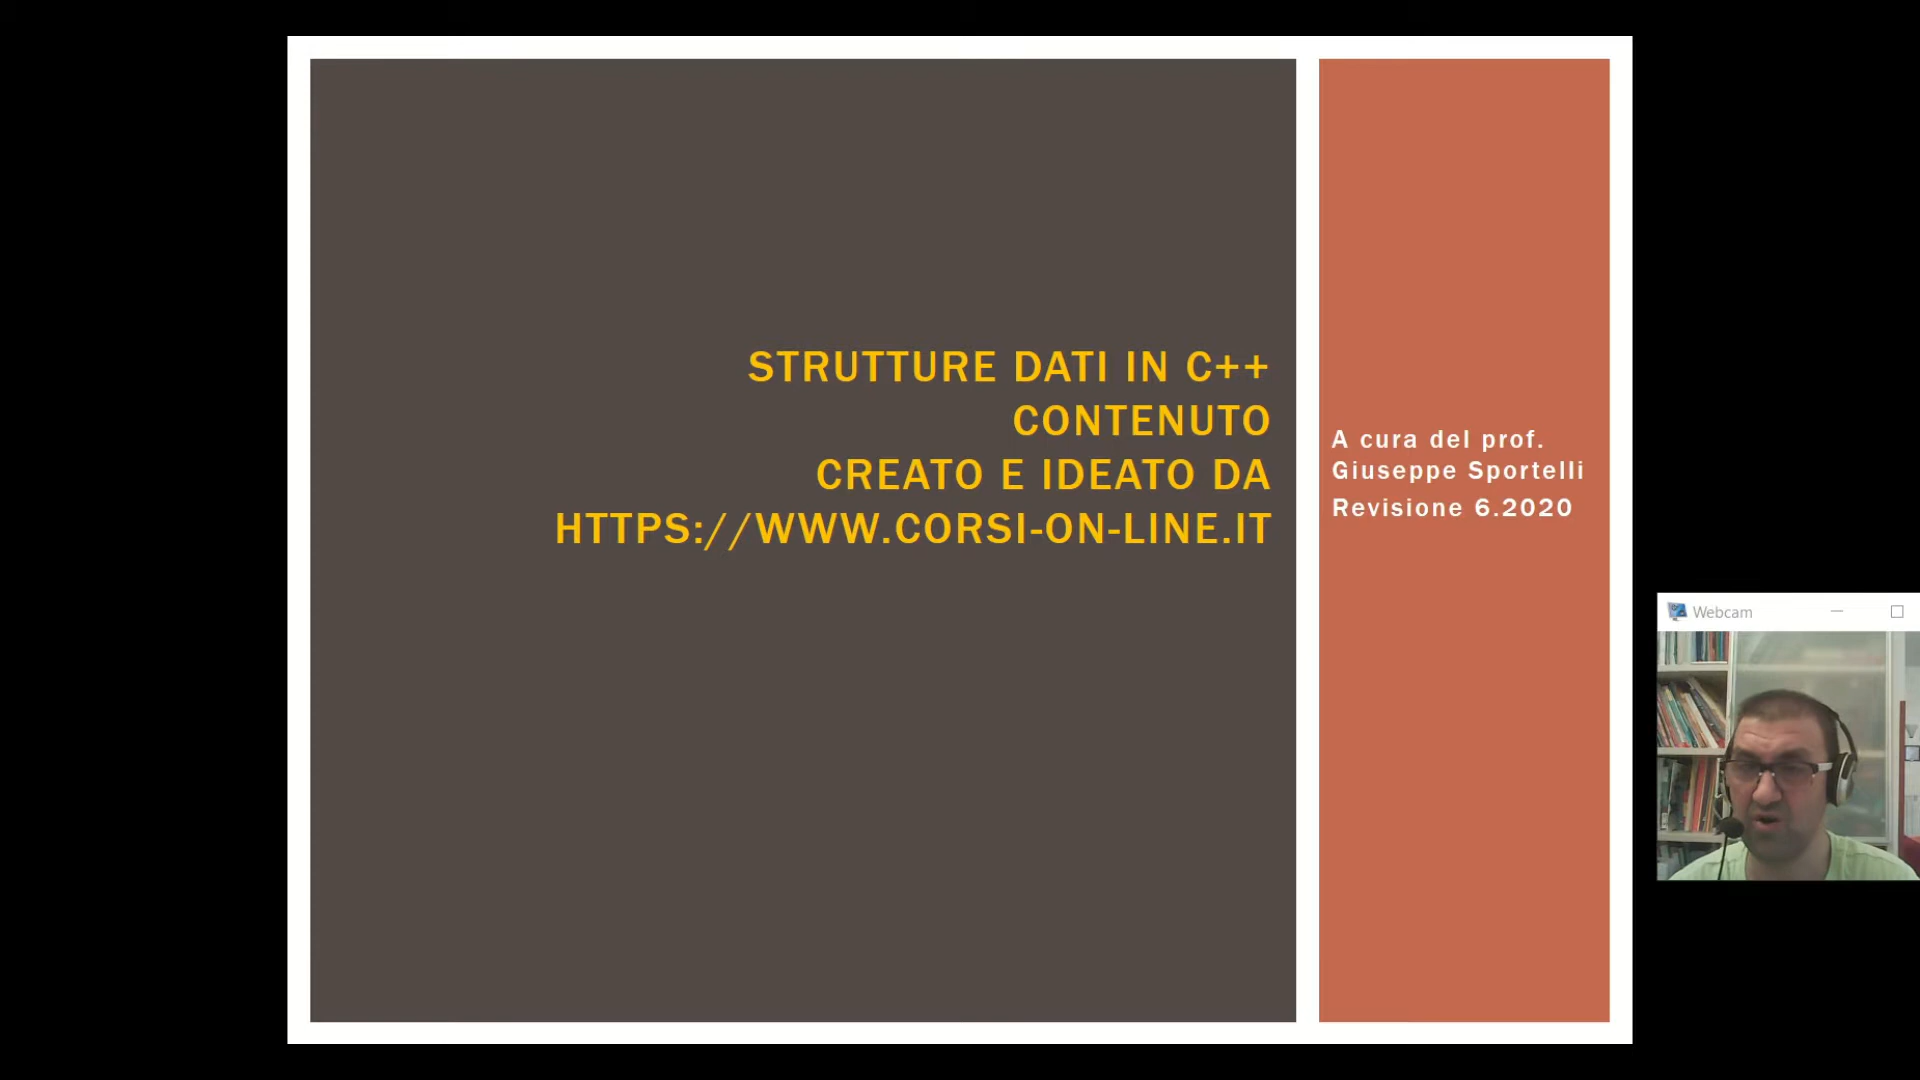 STRUTTURE DATI IN C++
CONTENUTO
CREATO E IDEATO DA
HTTPS://WWW.CORSI-ON-LINE.IT
A cura del prof.
Giuseppe Sportelli
Revisione 6.2020
Webcam